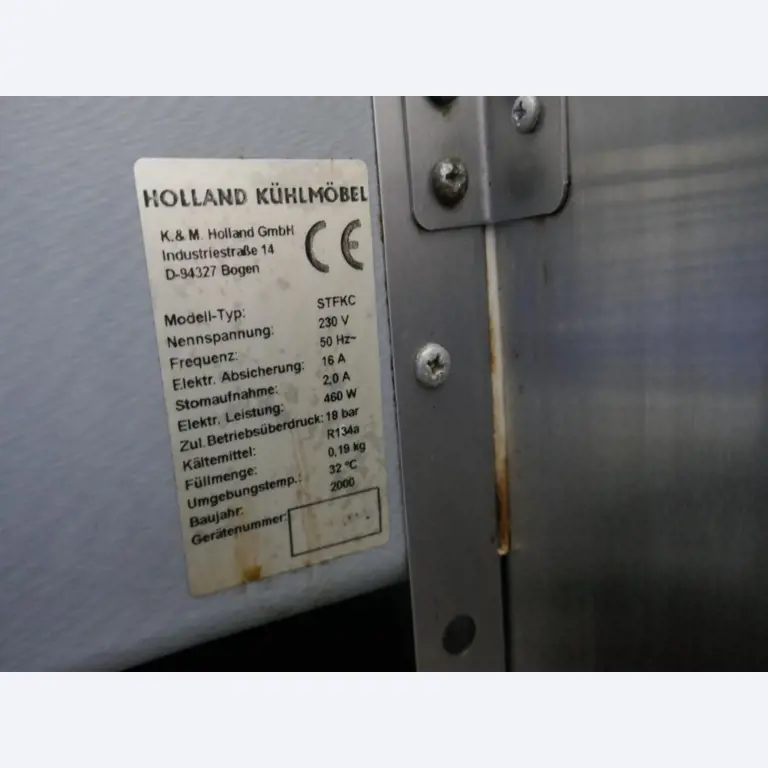 HOLLAND KÜHLMÖBEL
K.& M. Holland GmbH
Industriestraße 14
D-94327 Bogen
CE
Modell-Typ: STFKC
Nennspannung: 230 V
Frequenz: 50 Hz~
Elektr. Absicherung: 16 A
Stomaufnahme: 2,0 A
Elektr. Leistung: 460 W
Zul.Betriebsüberdruck: 18 bar
Kältemittel: R134a
Füllmenge: 0,19 kg
Umgebungstemp.: 32 °C
Baujahr: 2000
Gerätenummer: